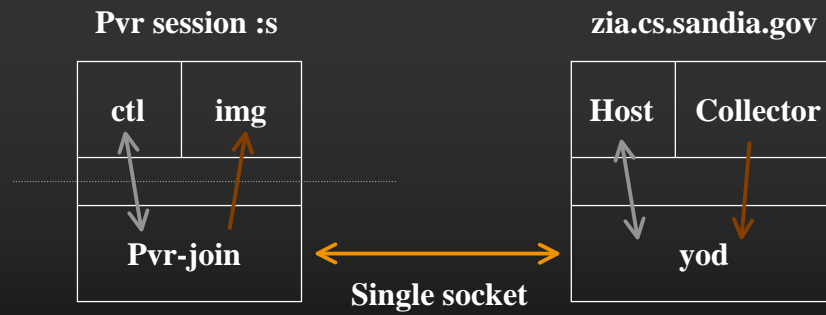 Pvr session :s
zia.cs.sandia.gov
ctl
img
Host
Collector
Pvr-join
yod
Single socket